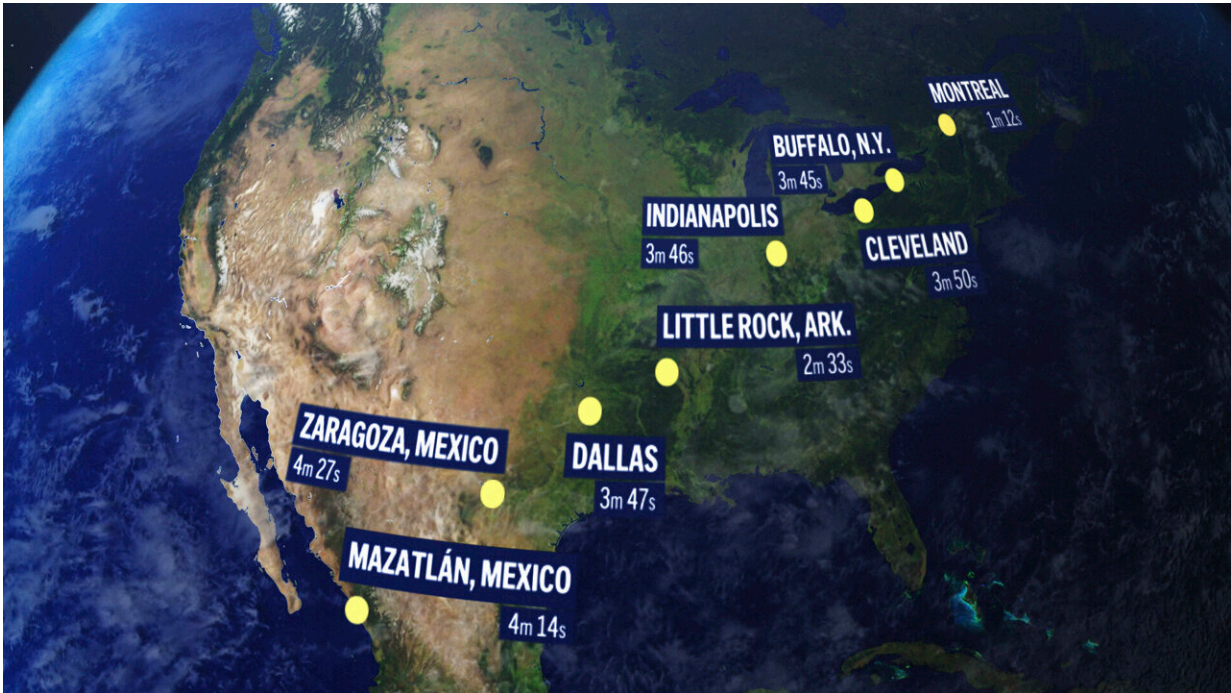 MONTREAL
1m 12s
BUFFALO, N.Y.
3m 45s
INDIANAPOLIS
3m 46s
CLEVELAND
3m 50s
LITTLE ROCK, ARK.
2m 33s
ZARAGOZA, MEXICO
4m 27s
DALLAS
3m 47s
MAZATLÁN, MEXICO
4m 14s